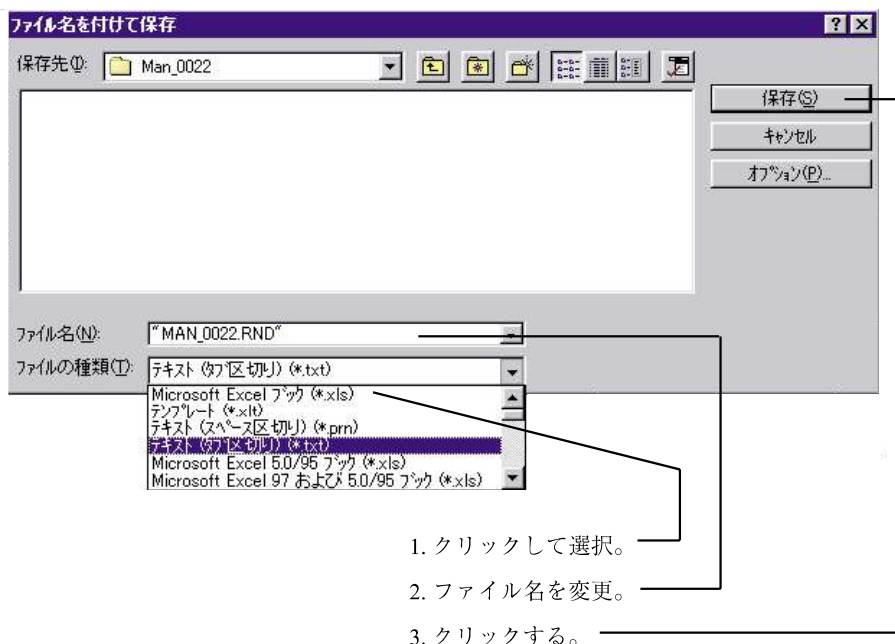 ファイル名を付けて保存
保存先(I): Man_0022
保存(S)
キャンセル
オプション(P)...
ファイル名(N): "MAN_0022.RND"
ファイルの種類(T): テキスト (タブ区切り) (*.txt)
Microsoft Excel ブック (*.xls)
テンプレート (*.xlt)
テキスト (スペース区切り) (*.prn)
テキスト (タブ区切り) (*.txt)
Microsoft Excel 5.0/95 ブック (*.xls)
Microsoft Excel 97 および 5.0/95 ブック (*.xls)
1. クリックして選択。
2. ファイル名を変更。
3. クリックする。